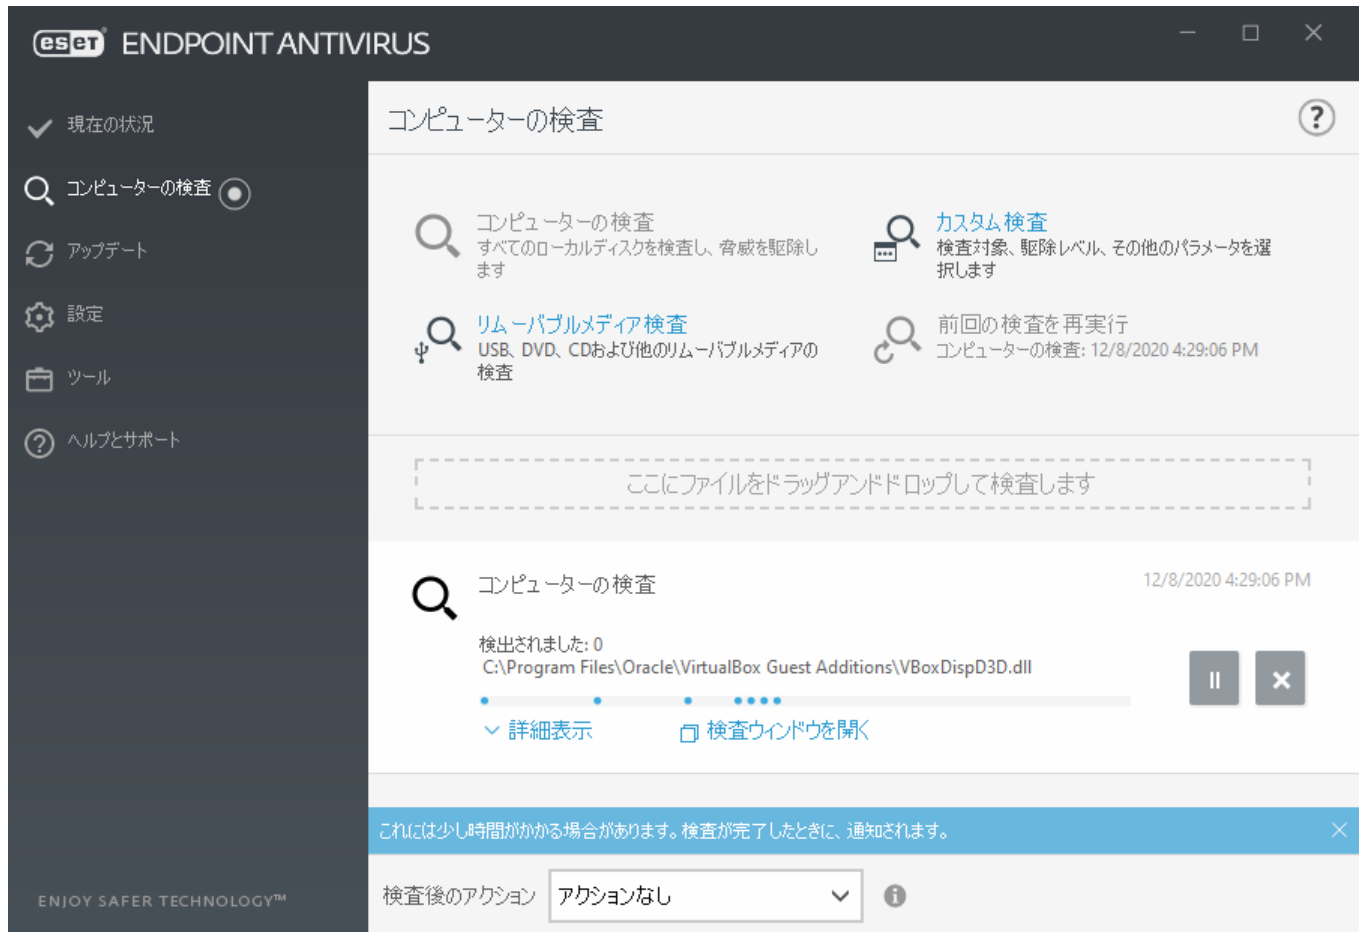 eset ENDPOINT ANTIVIRUS
現在の状況
コンピューターの検査
アップデート
設定
ツール
ヘルプとサポート
ENJOY SAFER TECHNOLOGY™
コンピューターの検査
?
コンピューターの検査
すべてのローカルディスクを検査し、脅威を駆除し
ます
カスタム検査
検査対象、駆除レベル、その他のパラメータを選
択します
リムーバブルメディア検査
USB、DVD、CDおよび他のリムーバブルメディアの
検査
前回の検査を再実行
コンピューターの検査: 12/8/2020 4:29:06 PM
ここにファイルをドラッグアンドドロップして検査します
コンピューターの検査
12/8/2020 4:29:06 PM
検出されました: 0
C:\Program Files\Oracle\VirtualBox Guest Additions\VBoxDispD3D.dll
詳細表示
検査ウィンドウを開く
これには少し時間がかかる場合があります。検査が完了したときに、通知されます。
検査後のアクション アクションなし